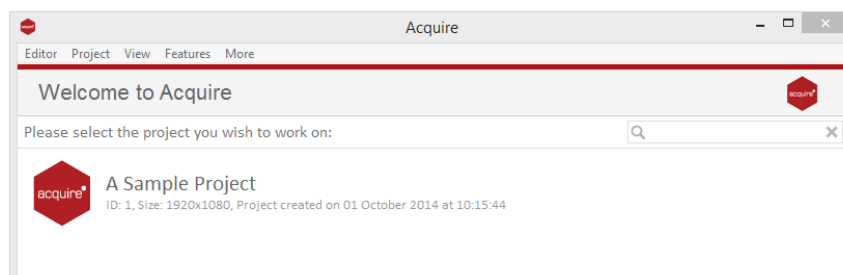 Acquire
Editor Project View Features More
Welcome to Acquire
acquire
Please select the project you wish to work on:
acquire
A Sample Project
ID: 1, Size: 1920x1080, Project created on 01 October 2014 at 10:15:44